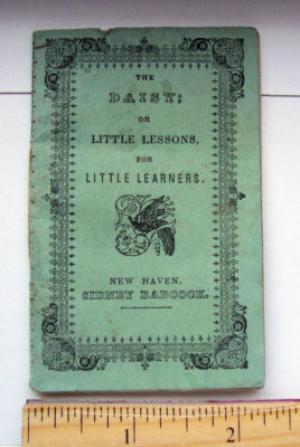 THE
DAISY;
OR
LITTLE LESSONS,
FOR
LITTLE LEARNERS.
NEW HAVEN.
SIDNEY BABCOCK.
1
2